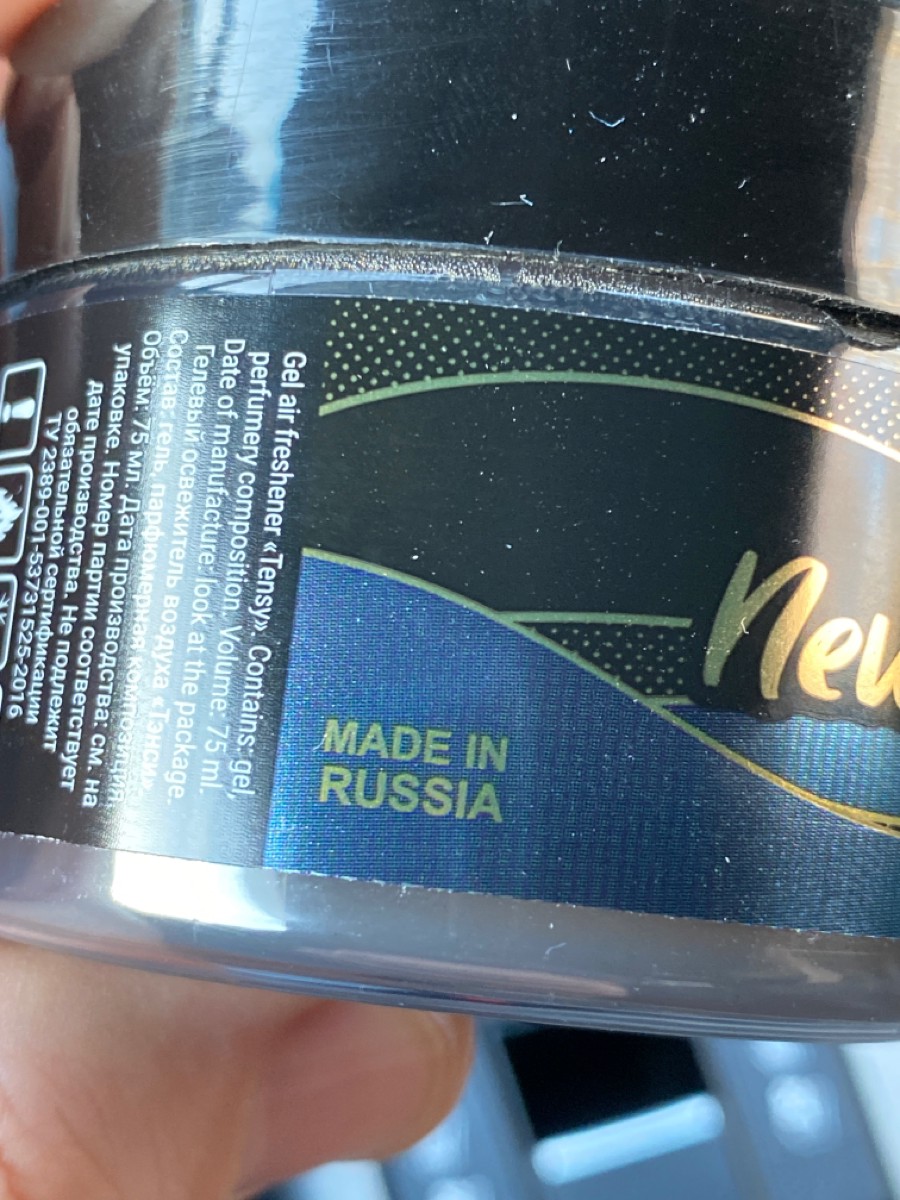 Gel air freshener «Tensy». Contains: gel,
perfumery composition. Volume: 75 ml.
Date of manufacture: look at the package.
Гелевый освежитель воздуха «Тэнси».
Состав: гель, парфюмерная композиция.
Объём: 75 мл. Дата производства: см. на
упаковке. Номер партии соответствует
дате производства. Не подлежит
обязательной сертификации
ТУ 2389-001-53731525-2016
MADE IN
RUSSIA
New